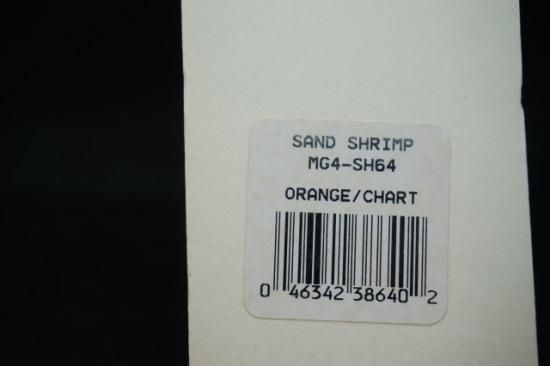 SAND SHRIMP
MG4-SH64
ORANGE/CHART
0 46342 38640 2